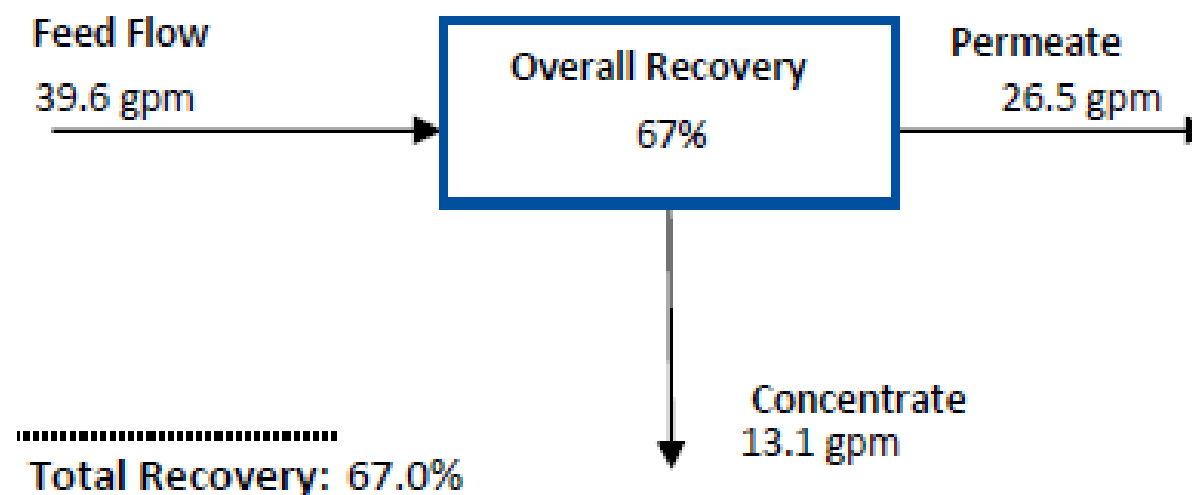 Feed Flow
39.6 gpm
Overall Recovery
67%
Permeate
26.5 gpm
Concentrate
13.1 gpm
Total Recovery: 67.0%